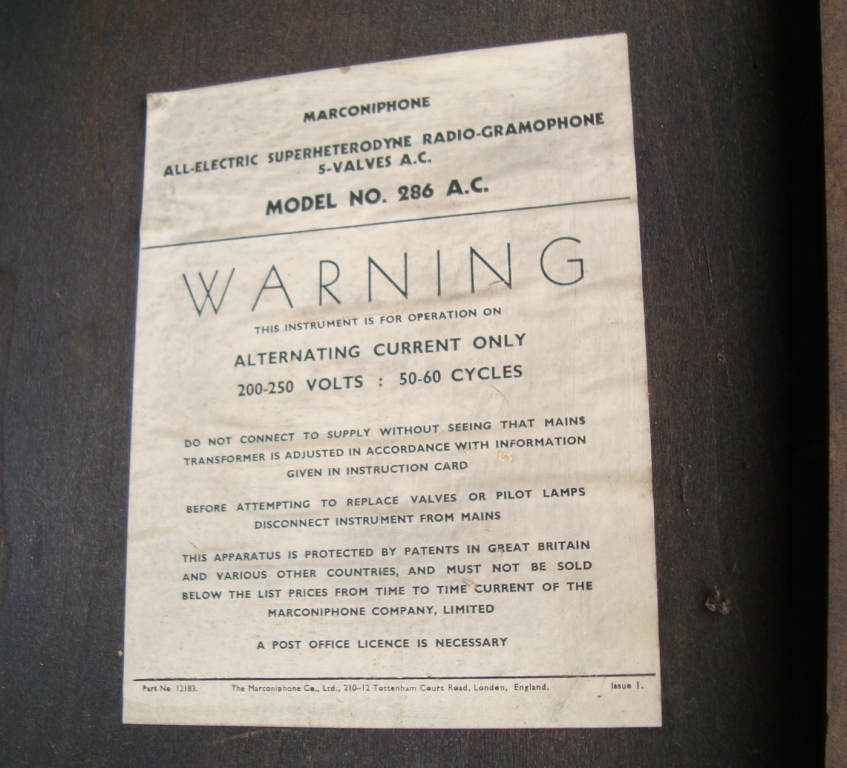 MARCONIPHONE
ALL-ELECTRIC SUPERHETERODYNE RADIO-GRAMOPHONE
5-VALVES A.C.
MODEL NO. 286 A.C.
WARNING
THIS INSTRUMENT IS FOR OPERATION ON
ALTERNATING CURRENT ONLY
200-250 VOLTS : 50-60 CYCLES
DO NOT CONNECT TO SUPPLY WITHOUT SEEING THAT MAINS
TRANSFORMER IS ADJUSTED IN ACCORDANCE WITH INFORMATION
GIVEN IN INSTRUCTION CARD
BEFORE ATTEMPTING TO REPLACE VALVES OR PILOT LAMPS
DISCONNECT INSTRUMENT FROM MAINS
THIS APPARATUS IS PROTECTED BY PATENTS IN GREAT BRITAIN
AND VARIOUS OTHER COUNTRIES, AND MUST NOT BE SOLD
BELOW THE LIST PRICES FROM TIME TO TIME CURRENT OF THE
MARCONIPHONE COMPANY, LIMITED
A POST OFFICE LICENCE IS NECESSARY
Part No. 12183. The Marconiphone Co., Ltd., 210-12 Tottenham Court Road, London, England. Issue 1.